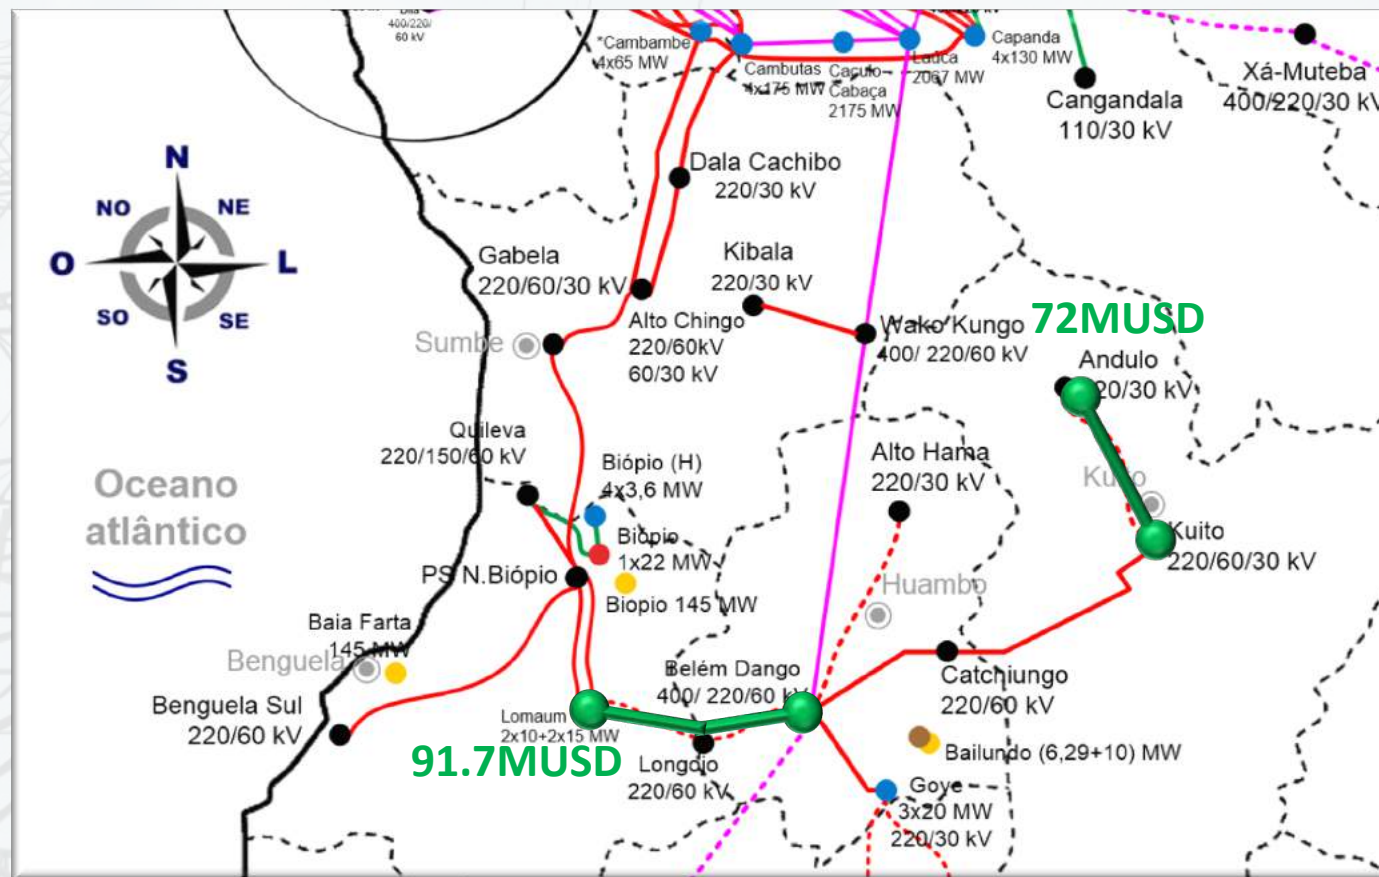 400/220/
60 kV
*Cambambe
4x65 MW
Cambutas
4x175 MW
Caculo
Cabaça
2175 MW
Laúca
2067 MW
Capanda
4x130 MW
Cangandala
110/30 kV
Xá-Muteba
400/220/30 kV
N
NO
NE
O
L
SO
SE
S
Dala Cachibo
220/30 kV
Gabela
220/60/30 kV
Kibala
220/30 kV
Alto Chingo
220/60kV
60/30 kV
Wako Kungo
400/ 220/60 kV
72MUSD
Andulo
20/30 kV
Sumbe
Quileva
220/150/60 kV
Biópio (H)
4x3,6 MW
Biópio
1x22 MW
Alto Hama
220/30 kV
Kuito
Kuito
220/60/30 kV
Oceano
atlântico
PS N.Biópio
Biopio 145 MW
Huambo
Baia Farta
145 MW
Benguela
Benguela Sul
220/60 kV
Belém Dango
400/ 220/60 kV
Catchiungo
220/60 kV
Lomaum
2x10+2x15 MW
91.7MUSD
Longojo
220/60 kV
Bailundo (6,29+10) MW
Gove
3x20 MW
220/30 kV